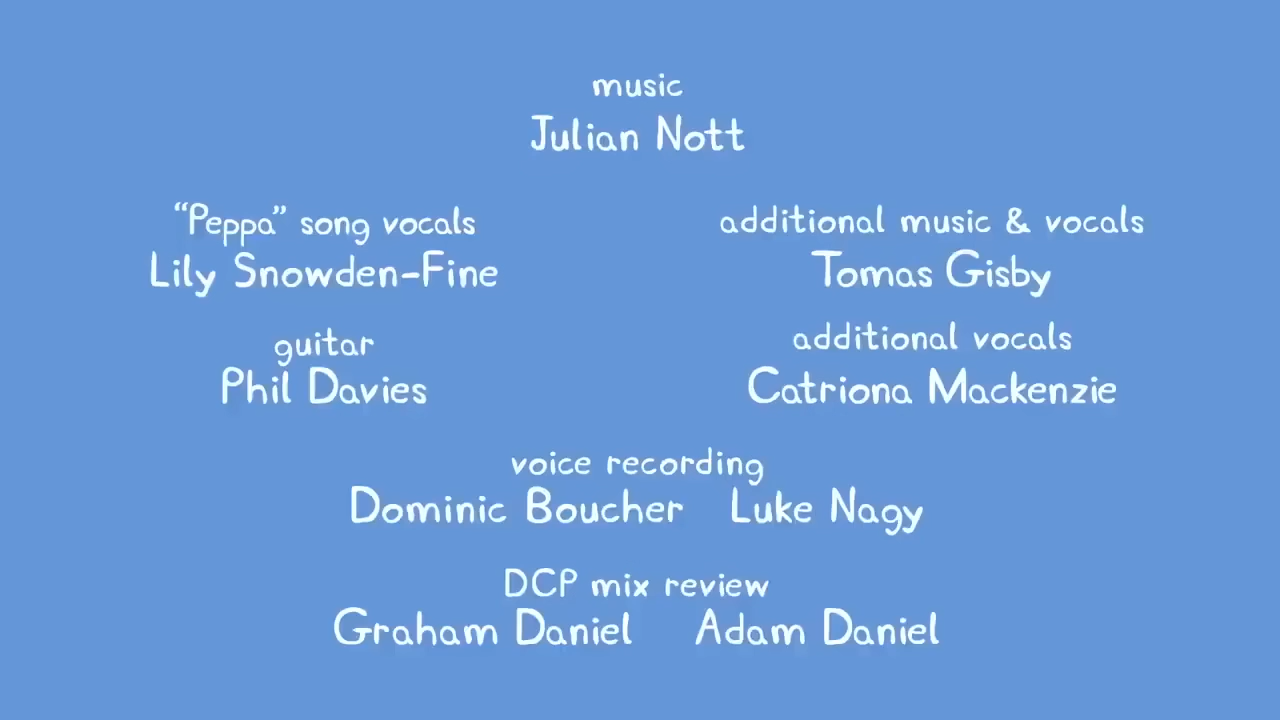 music
Julian Nott
“Peppa” song vocals
Lily Snowden-Fine
additional music & vocals
Tomas Gisby
guitar
Phil Davies
additional vocals
Catriona Mackenzie
voice recording
Dominic Boucher Luke Nagy
DCP mix review
Graham Daniel Adam Daniel